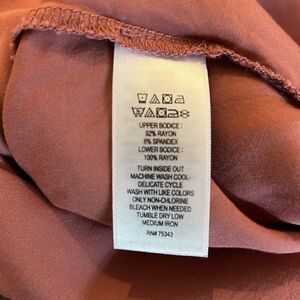 UPPER BODICE :
92% RAYON
8% SPANDEX
LOWER BODICE :
100% RAYON
TURN INSIDE OUT
MACHINE WASH COOL-
DELICATE CYCLE
WASH WITH LIKE COLORS
ONLY NON-CHLORINE
BLEACH WHEN NEEDED
TUMBLE DRY LOW
MEDIUM IRON
RN# 75343